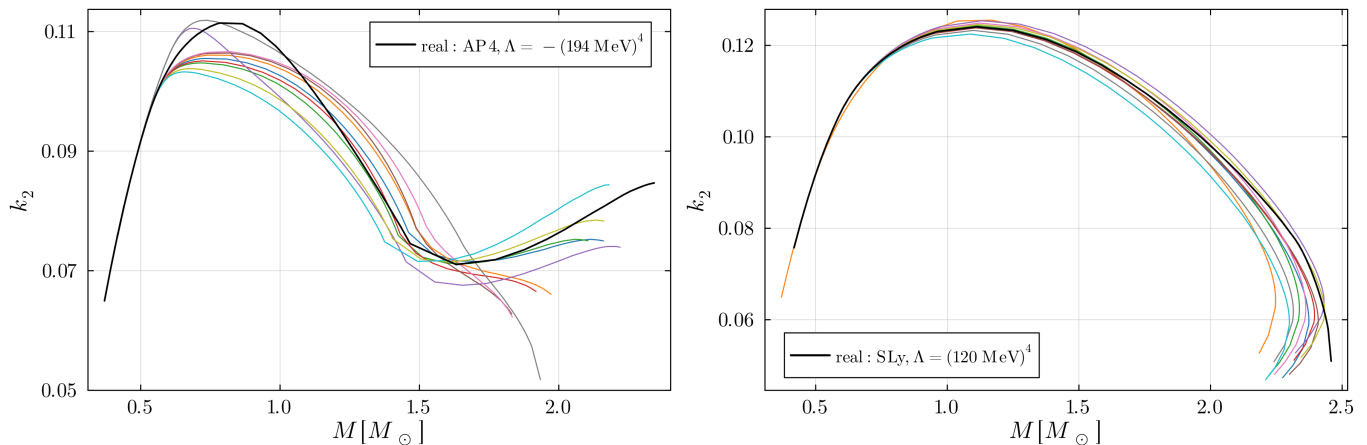 0.11
0.09
0.07
0.05
k₂
real : AP4, Λ = − (194 MeV)⁴
0.5
1.0
1.5
2.0
M[M☉]
0.12
0.10
0.08
0.06
k₂
real : SLy, Λ = (120 MeV)⁴
0.5
1.0
1.5
2.0
2.5
M[M☉]